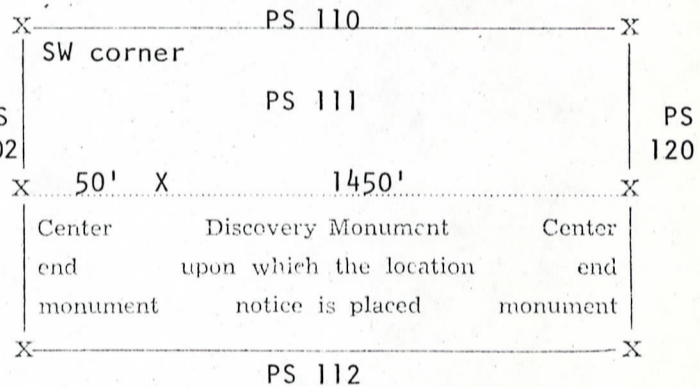 X PS 110 X
SW corner
PS 111
PS
120
X 50' X 1450' X
Center Discovery Monument Center
end upon which the location end
monument notice is placed monument
X X
PS 112